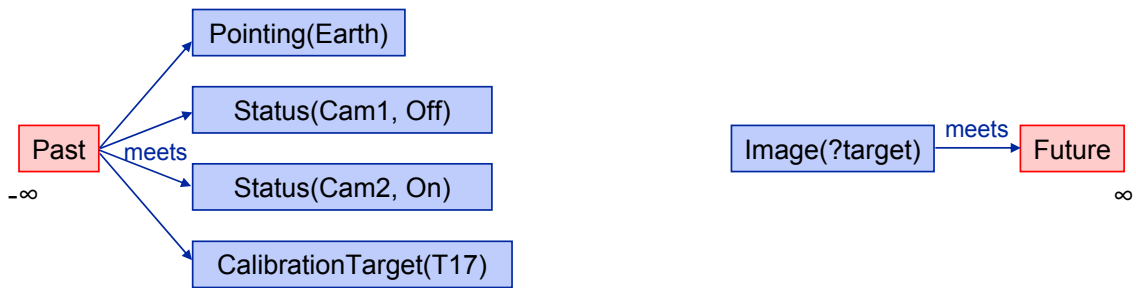 Pointing(Earth)
Status(Cam1, Off)
Past
meets
-∞
Status(Cam2, On)
CalibrationTarget(T17)
Image(?target)
meets
Future
∞